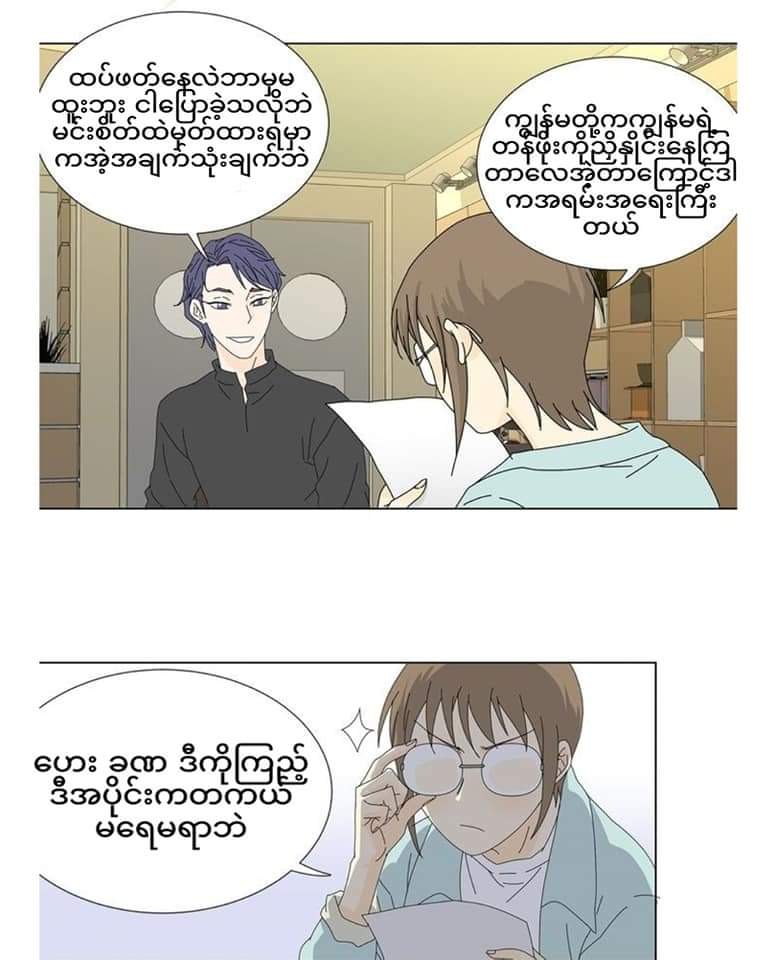 ထပ်ဖတ်နေလဲဘာမှမ
ထူးဘူး ငါပြောခဲ့သလိုဘဲ
မင်းစိတ်ထဲမှတ်ထားရမှာ
ကအဲ့အချက်သုံးချက်ဘဲ
ကျွန်မတို့ကကျွန်မရဲ့
တန်ဖိုးကိုညှိနှိုင်းနေကြ
တာလေအဲ့တာကြောင့်ဒါ
ကအရမ်းအရေးကြီး
တယ်
ဟေး ခဏ ဒီကိုကြည့်
ဒီအပိုင်းကတကယ်
မရေမရာဘဲ